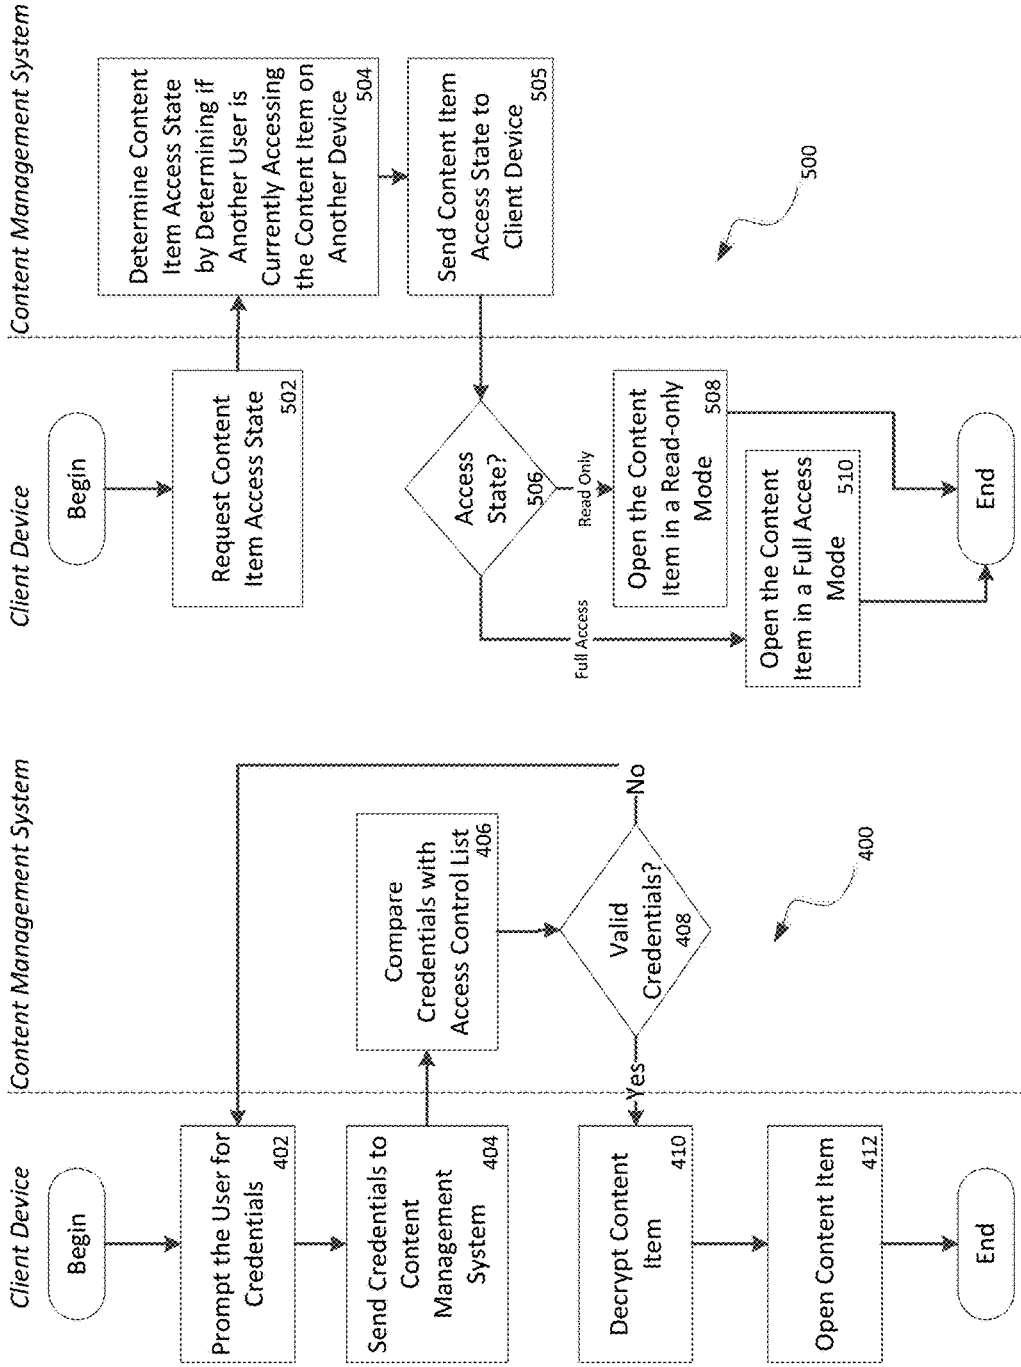 Client Device
Content Management System
Begin
Prompt the User for
Credentials
402
Send Credentials to
Content
Management
System
404
Compare
Credentials with
Access Control List
406
Valid
Credentials?
408
No
Yes
Decrypt Content
Item
410
Open Content Item
412
End
400
Client Device
Content Management System
Begin
Request Content
Item Access State
502
Determine Content
Item Access State
by Determining if
Another User is
Currently Accessing
the Content Item on
Another Device
504
Send Content Item
Access State to
Client Device
505
Access
State?
506
Read Only
Full Access
Open the Content
Item in a Read-only
Mode
508
Open the Content
Item in a Full Access
Mode
510
End
500